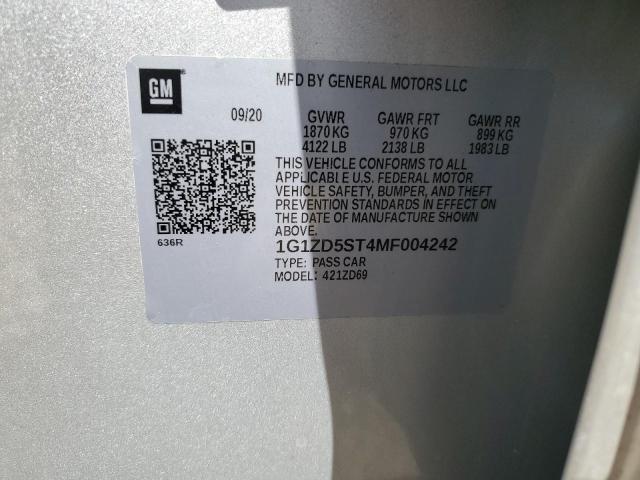 GM
MFD BY GENERAL MOTORS LLC
09/20 GVWR GAWR FRT GAWR RR
1870 KG 970 KG 899 KG
4122 LB 2138 LB 1983 LB
THIS VEHICLE CONFORMS TO ALL
APPLICABLE U.S. FEDERAL MOTOR
VEHICLE SAFETY, BUMPER, AND THEFT
PREVENTION STANDARDS IN EFFECT ON
THE DATE OF MANUFACTURE SHOWN
ABOVE.
636R
1G1ZD5ST4MF004242
TYPE: PASS CAR
MODEL: 421ZD69